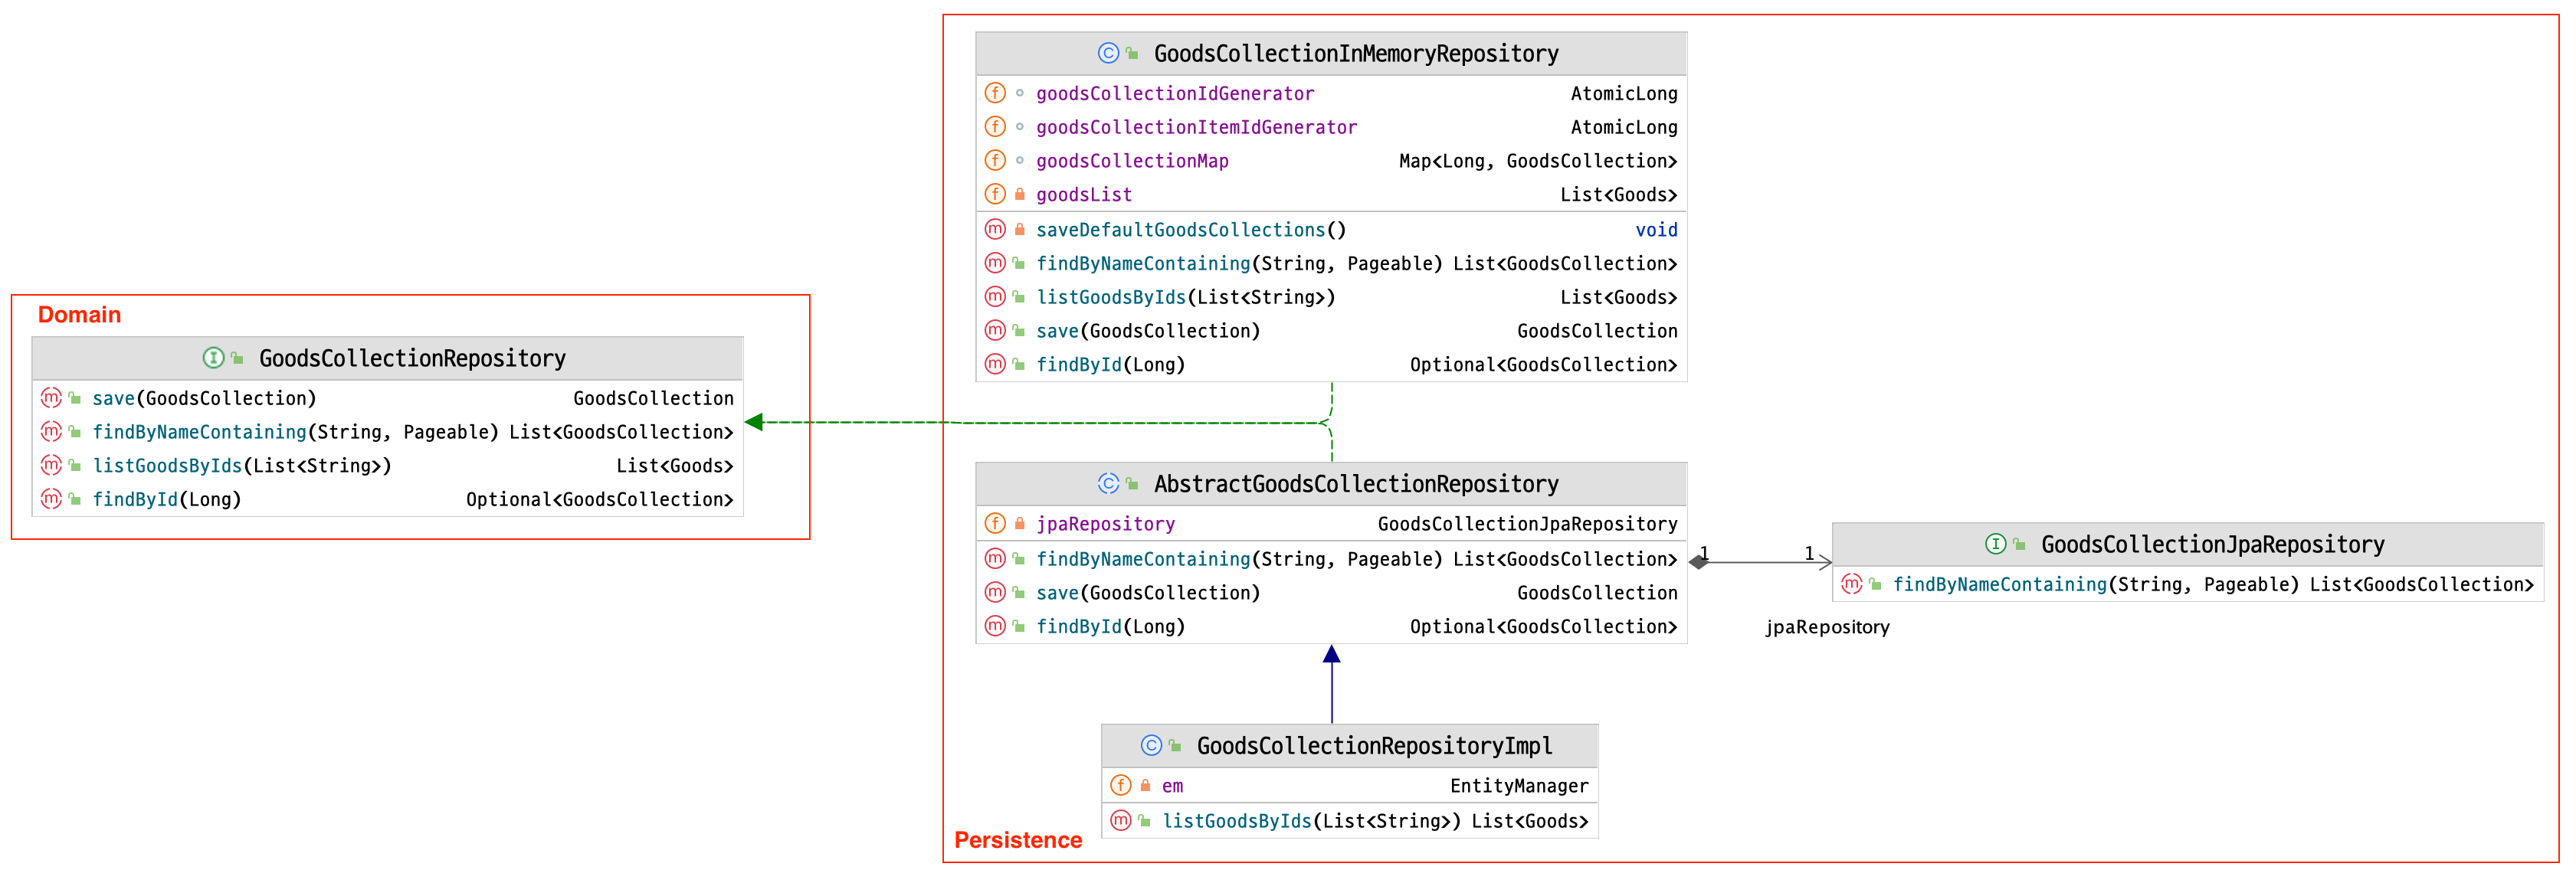 Domain
GoodsCollectionRepository
save(GoodsCollection) GoodsCollection
findByNameContaining(String, Pageable) List<GoodsCollection>
listGoodsByIds(List<String>) List<Goods>
findById(Long) Optional<GoodsCollection>
GoodsCollectionInMemoryRepository
goodsCollectionIdGenerator AtomicLong
goodsCollectionItemIdGenerator AtomicLong
goodsCollectionMap Map<Long, GoodsCollection>
goodsList List<Goods>
saveDefaultGoodsCollections() void
findByNameContaining(String, Pageable) List<GoodsCollection>
listGoodsByIds(List<String>) List<Goods>
save(GoodsCollection) GoodsCollection
findById(Long) Optional<GoodsCollection>
AbstractGoodsCollectionRepository
jpaRepository GoodsCollectionJpaRepository
findByNameContaining(String, Pageable) List<GoodsCollection>
save(GoodsCollection) GoodsCollection
findById(Long) Optional<GoodsCollection>
1 1
jpaRepository
GoodsCollectionJpaRepository
findByNameContaining(String, Pageable) List<GoodsCollection>
GoodsCollectionRepositoryImpl
em EntityManager
listGoodsByIds(List<String>) List<Goods>
Persistence